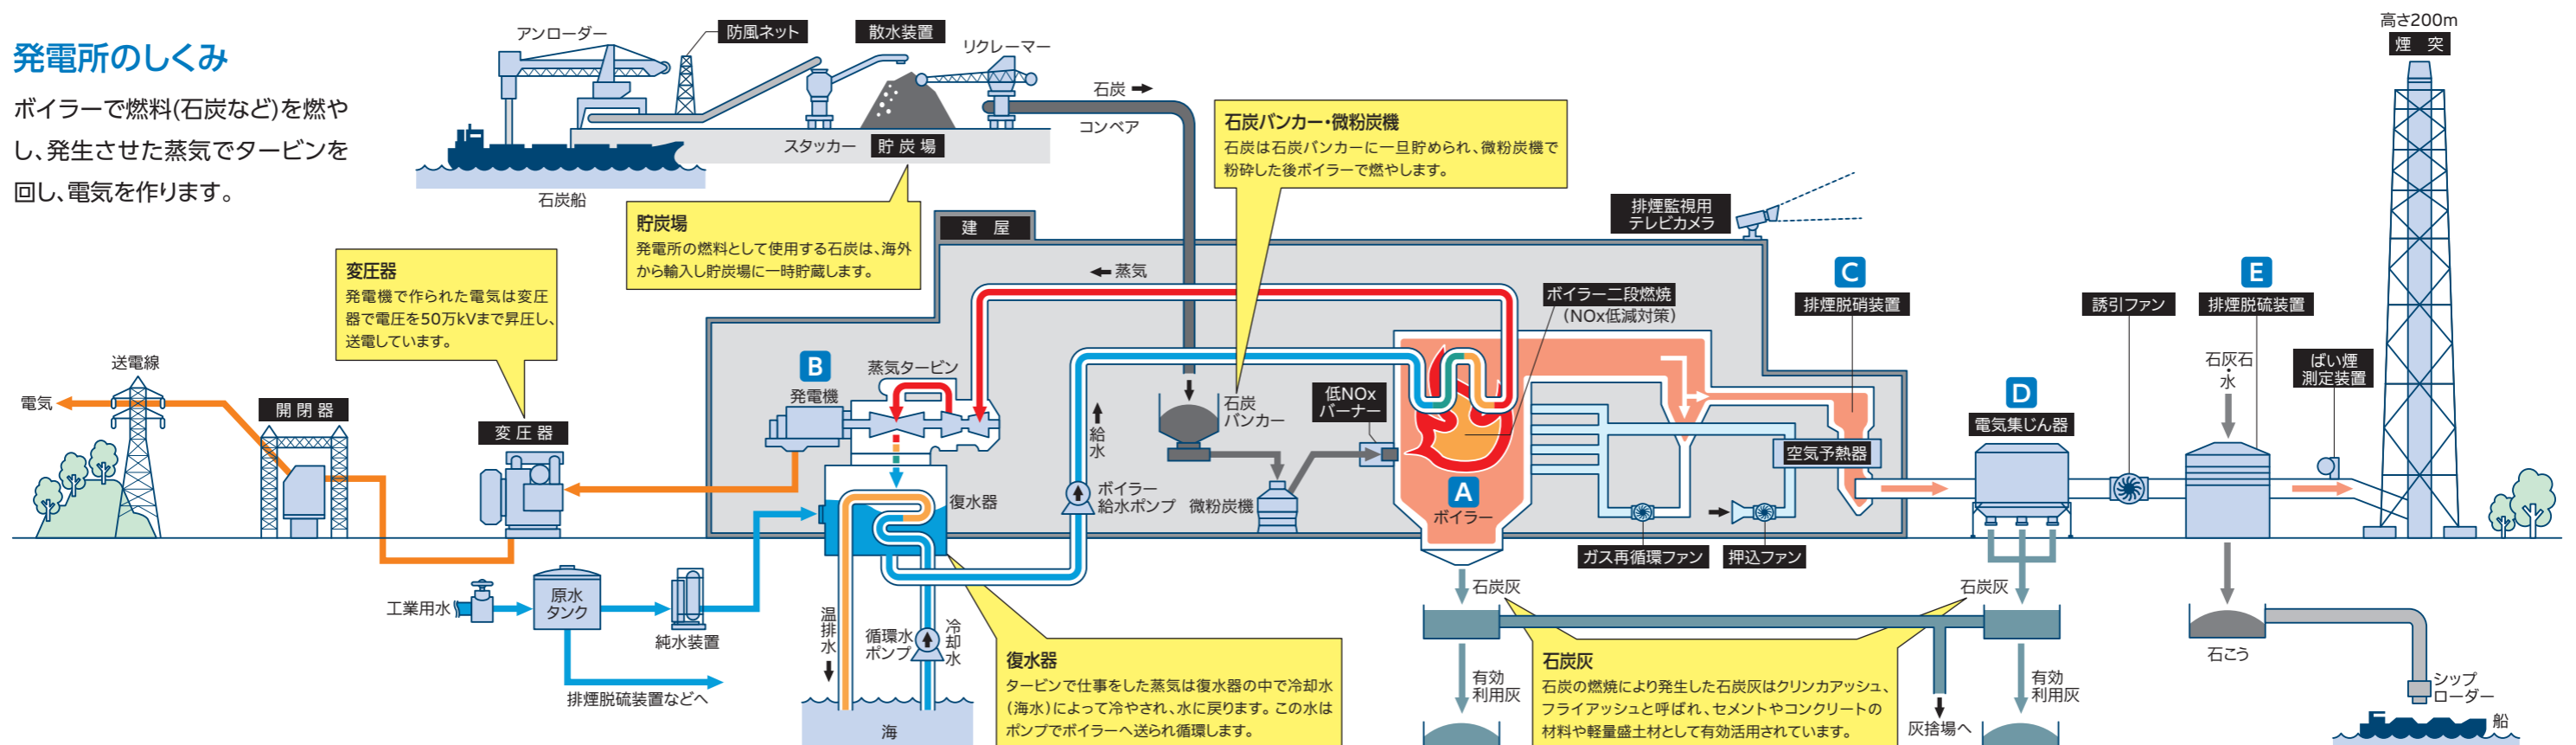 発電所のしくみ
ボイラーで燃料(石炭など)を燃や
し、発生させた蒸気でタービンを
回し、電気を作ります。
アンローダー
防風ネット
散水装置
リクレーマー
石炭
コンベア
スタッカー
貯炭場
石炭船
貯炭場
発電所の燃料として使用する石炭は、海外
から輸入し貯炭場に一時貯蔵します。
石炭バンカー・微粉炭機
石炭は石炭バンカーに一旦貯められ、微粉炭機で
粉砕した後ボイラーで燃やします。
高さ200m
煙突
排煙監視用
テレビカメラ
建屋
変圧器
発電機で作られた電気は変圧
器で電圧を50万kVまで昇圧し、
送電しています。
蒸気
ボイラー二段燃焼
(NOx低減対策)
C
排煙脱硝装置
誘引ファン
E
排煙脱硫装置
石灰石
・
水
ばい煙
測定装置
送電線
電気
開閉器
変圧器
B
発電機
蒸気タービン
給水
石炭
バンカー
低NOx
バーナー
D
電気集じん器
空気予熱器
復水器
ボイラー
給水ポンプ
微粉炭機
A
ボイラー
ガス再循環ファン
押込ファン
工業用水
原水
タンク
純水装置
排煙脱硫装置などへ
温排水
循環水
ポンプ
冷却水
海
復水器
タービンで仕事をした蒸気は復水器の中で冷却水
(海水)によって冷やされ、水に戻ります。この水は
ポンプでボイラーへ送られ循環します。
石炭灰
石炭灰
有効
利用灰
石炭灰
石炭の燃焼により発生した石炭灰はクリンカアッシュ、
フライアッシュと呼ばれ、セメントやコンクリートの
材料や軽量盛土材として有効活用されています。
灰捨場へ
有効
利用灰
石こう
シップ
ローダー
船